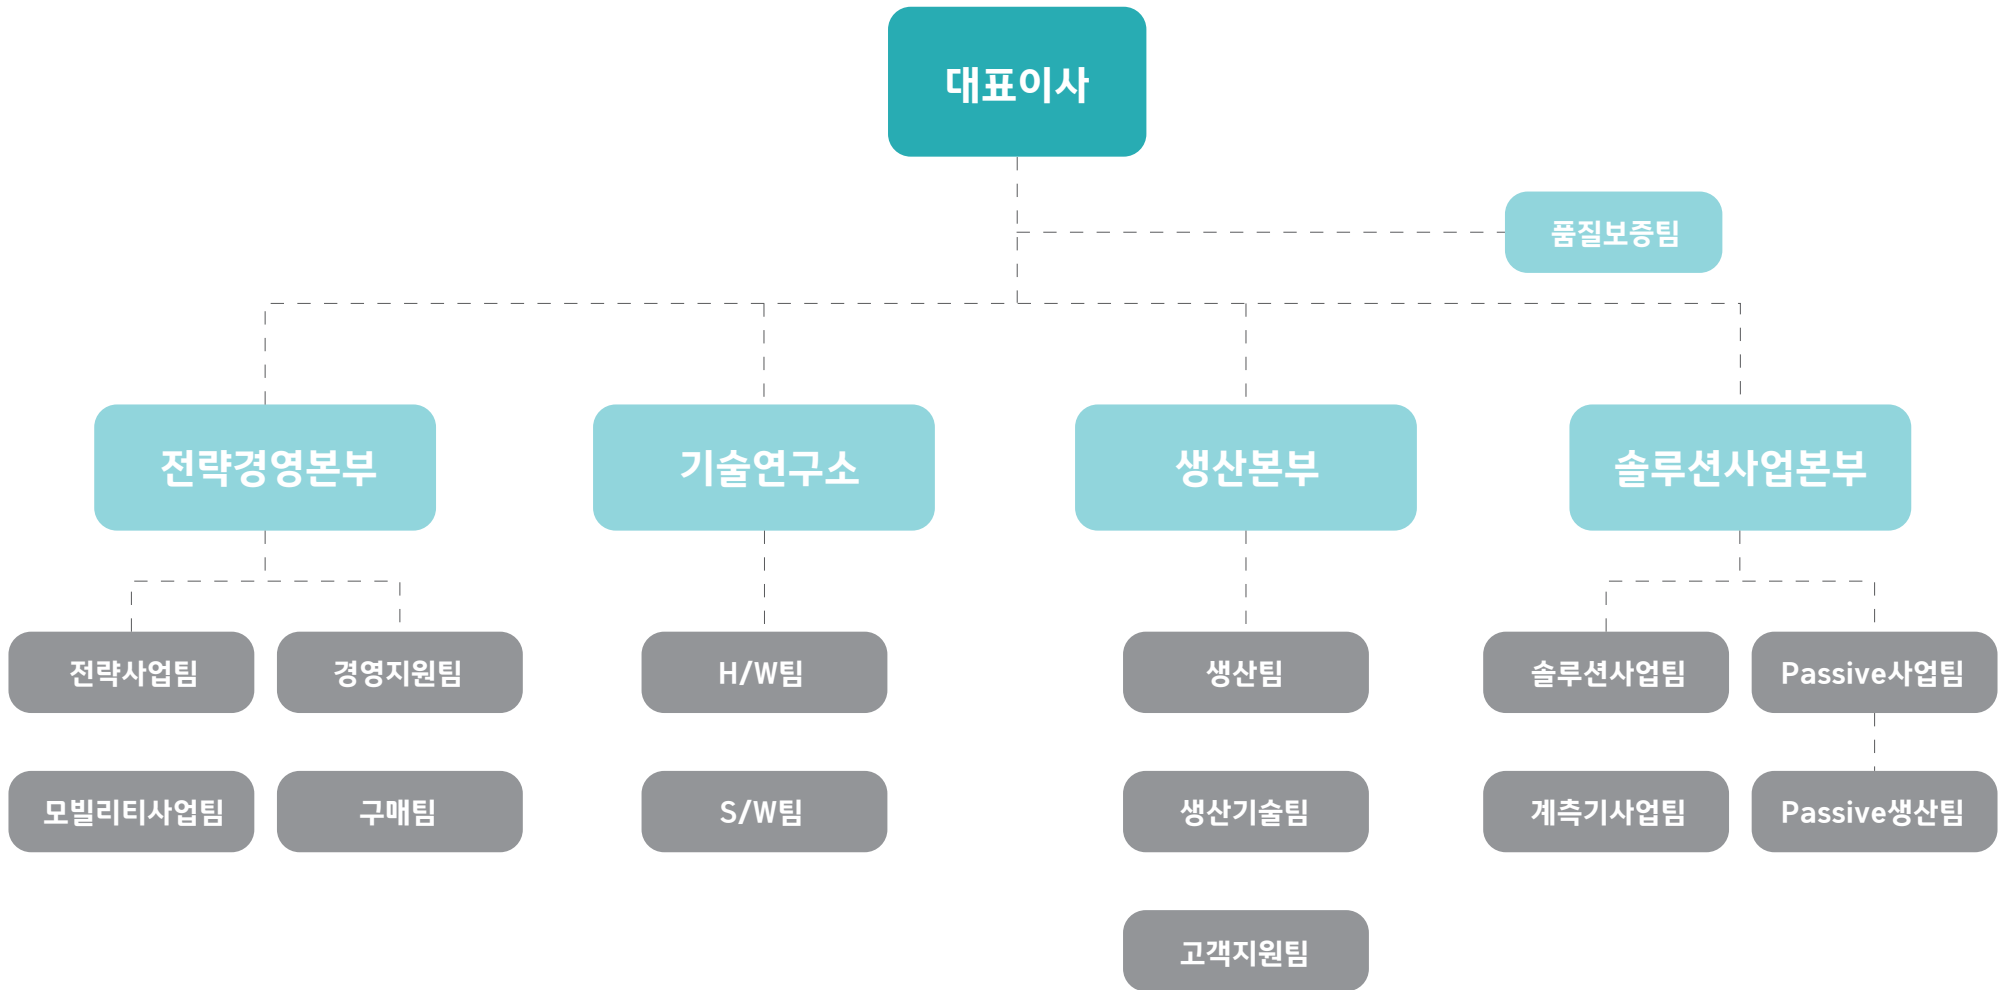 대표이사
품질보증팀
전략경영본부
기술연구소
생산본부
솔루션사업본부
전략사업팀
경영지원팀
H/W팀
생산팀
솔루션사업팀
Passive사업팀
모빌리티사업팀
구매팀
S/W팀
생산기술팀
계측기사업팀
Passive생산팀
고객지원팀